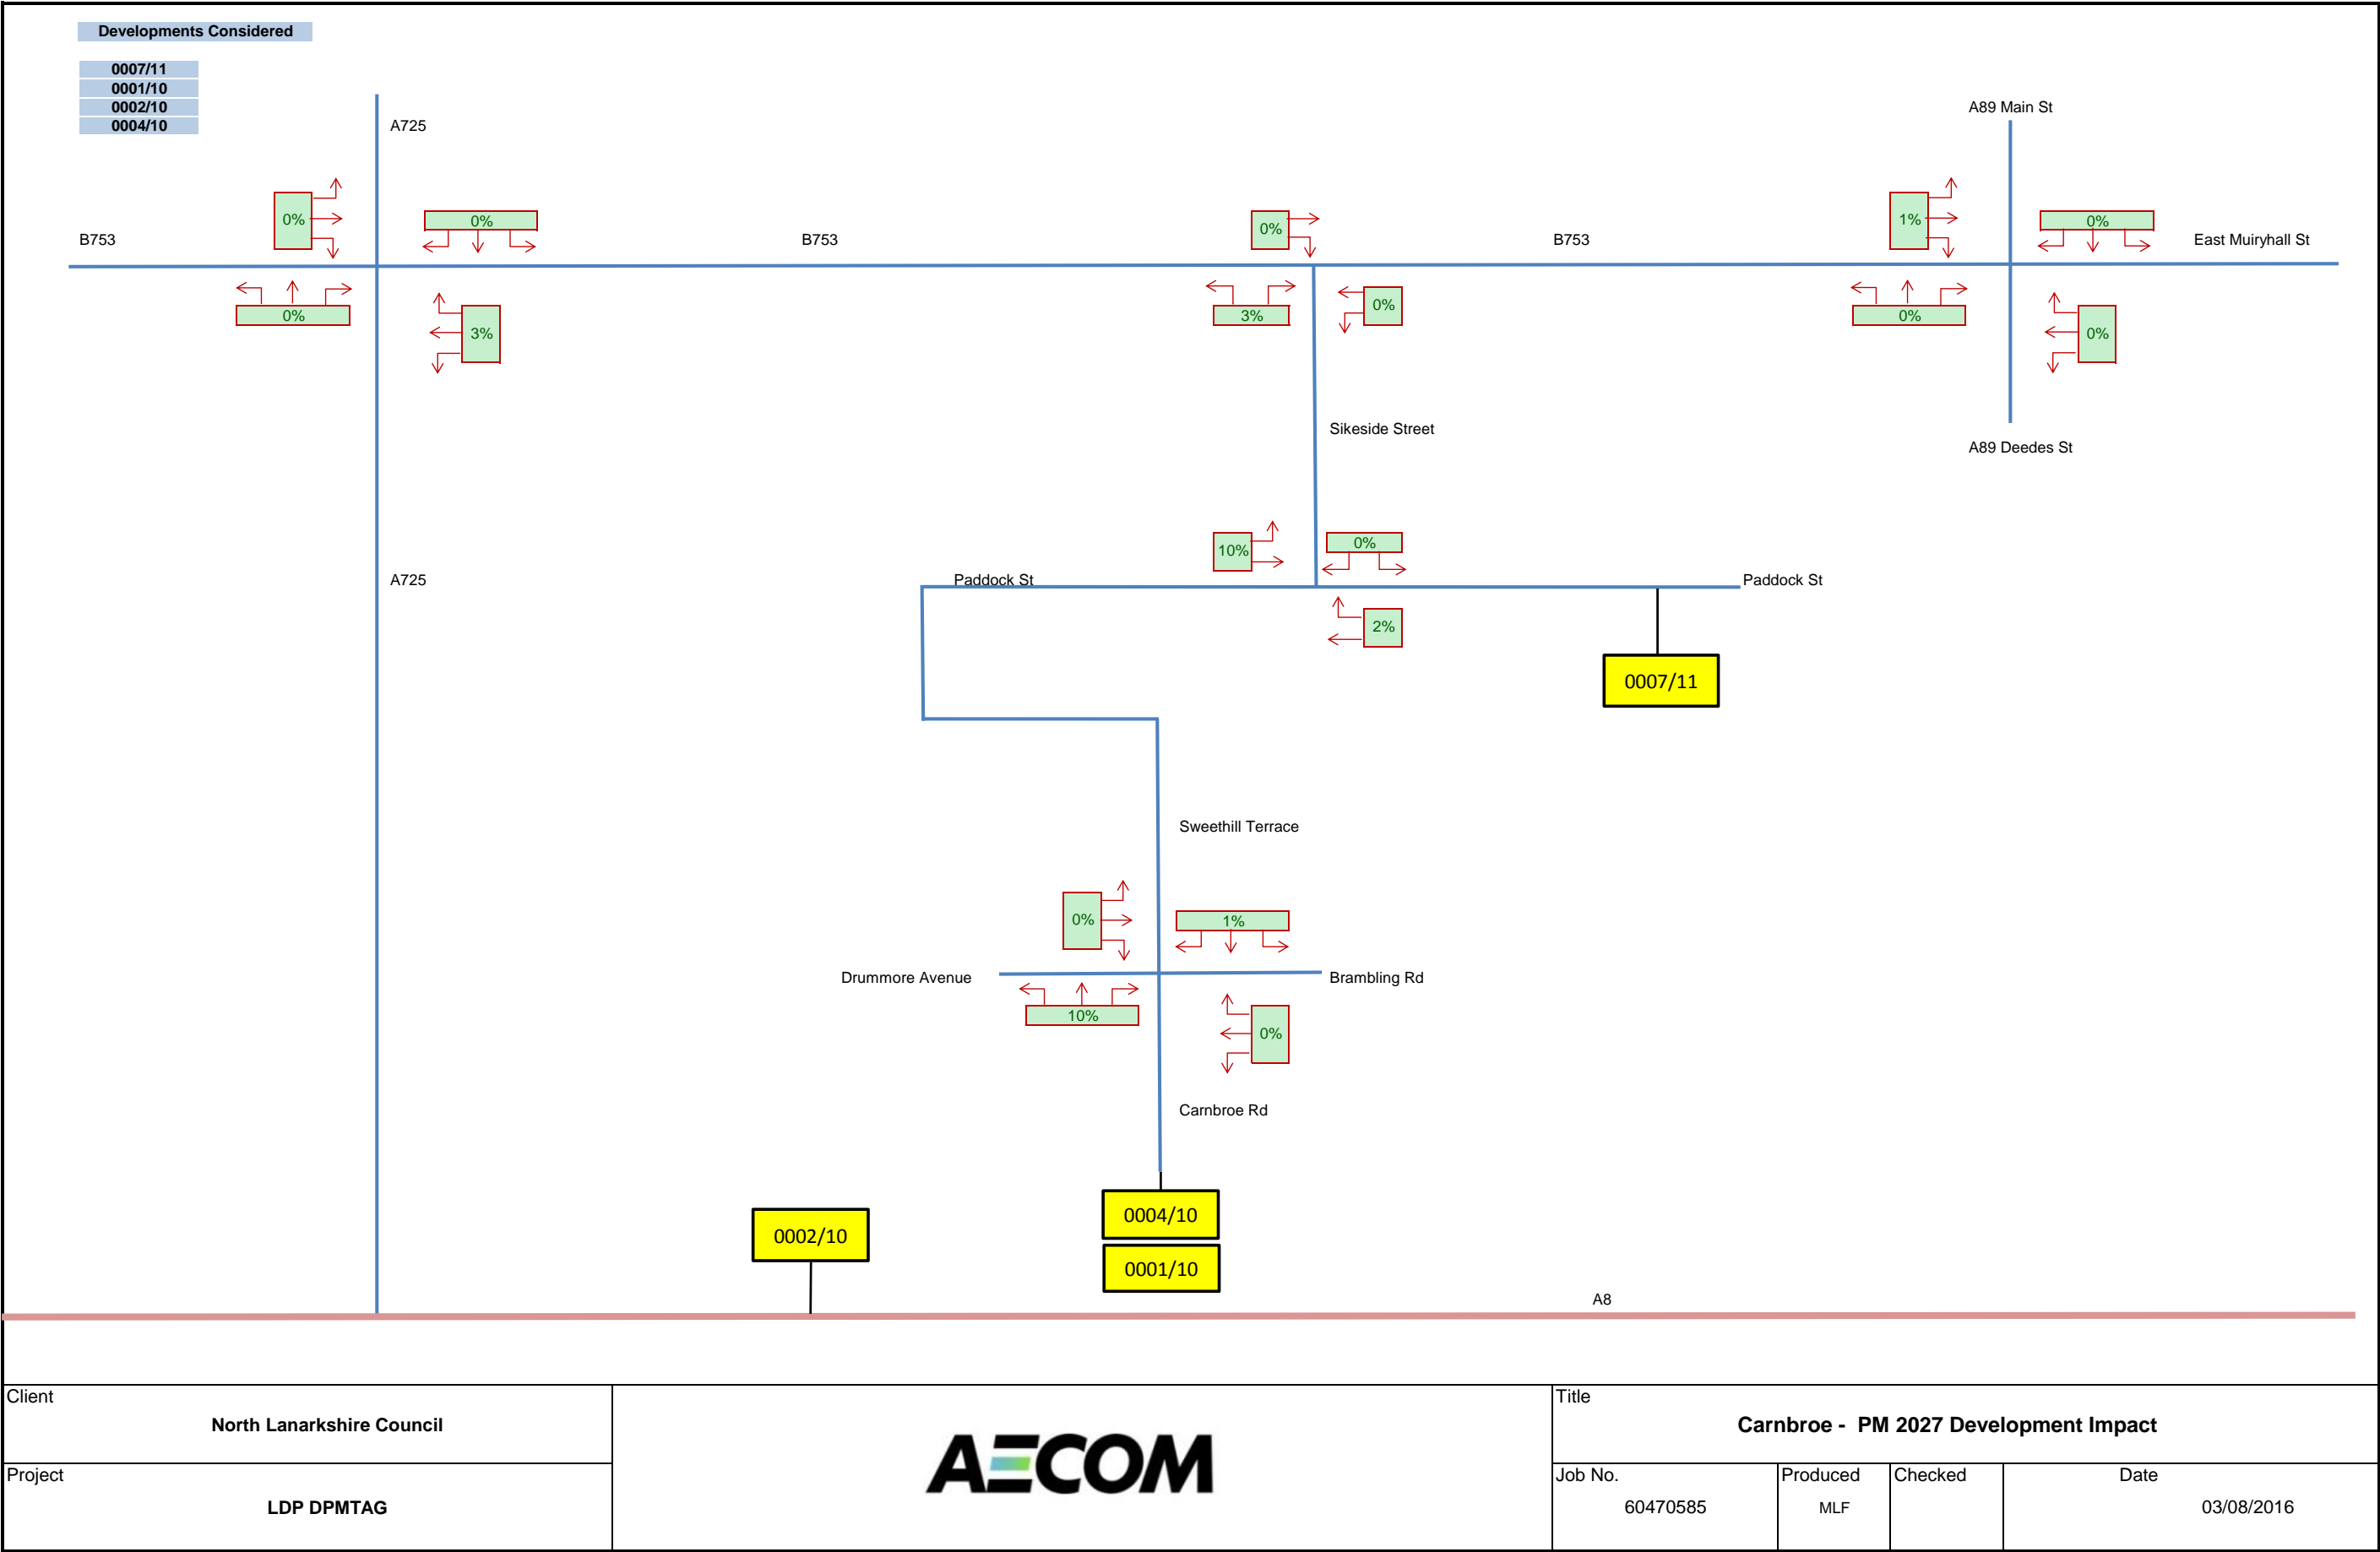 Developments Considered
0007/11
0001/10
0002/10
0004/10
A725
A89 Main St
0%
0%
0%
1%
0%
B753
B753
B753
East Muiryhall St
0%
3%
3%
0%
0%
0%
Sikeside Street
A89 Deedes St
10%
0%
A725
Paddock St
Paddock St
2%
0007/11
Sweethill Terrace
0%
1%
Drummore Avenue
Brambling Rd
10%
0%
Carnbroe Rd
0002/10
0004/10
0001/10
A8
Client
North Lanarkshire Council
Project
LDP DPMTAG
AECOM
Title
Carnbroe - PM 2027 Development Impact
Job No.
60470585
Produced
MLF
Checked
Date
03/08/2016